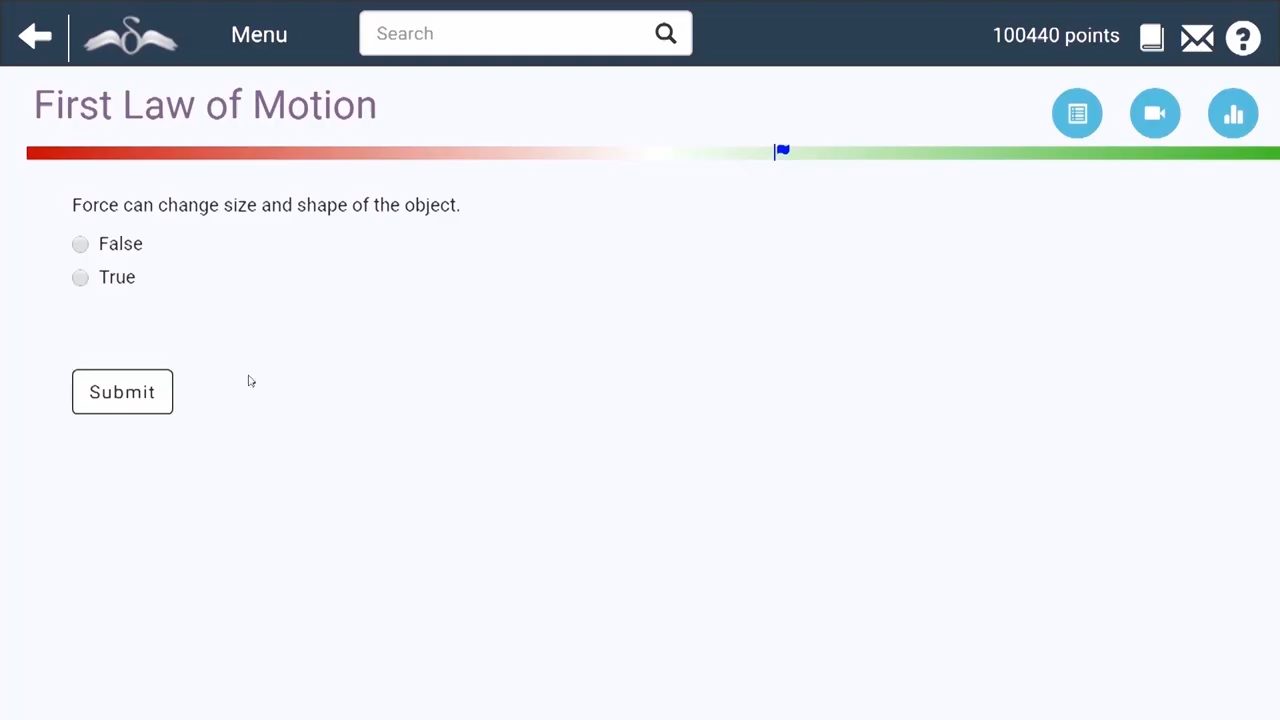 Menu
Search
100440 points
?
First Law of Motion
Force can change size and shape of the object.
False
True
Submit